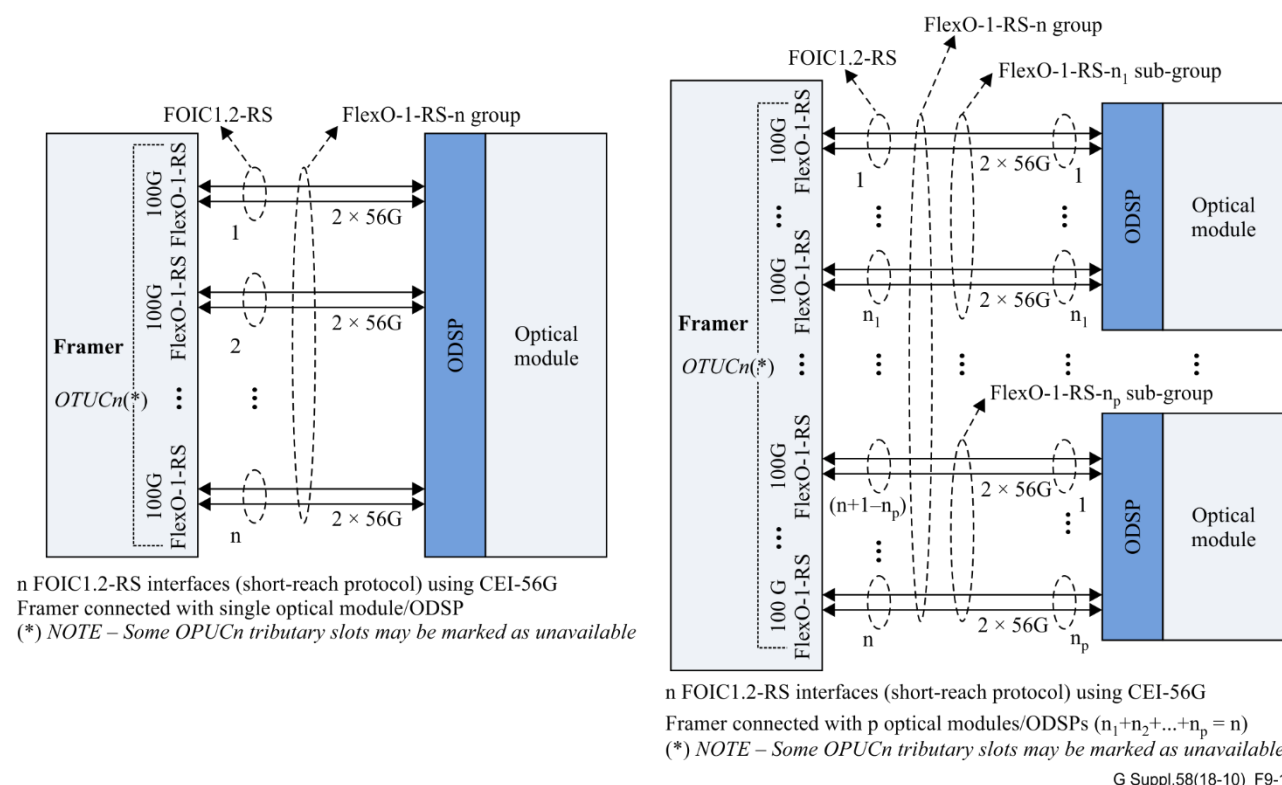 FOIC1.2-RS
FlexO-1-RS-n group
100G
FlexO-1-RS
1
2 × 56G
100G
FlexO-1-RS
2
2 × 56G
Framer
OTUCn(*)
...
...
100G
FlexO-1-RS
n
2 × 56G
ODSP
Optical
module
n FOIC1.2-RS interfaces (short-reach protocol) using CEI-56G
Framer connected with single optical module/ODSP
(*) NOTE – Some OPUCn tributary slots may be marked as unavailable
FlexO-1-RS-n group
FOIC1.2-RS
FlexO-1-RS-n₁ sub-group
100G
FlexO-1-RS
1
2 × 56G
1
...
...
...
...
100G
FlexO-1-RS
n₁
2 × 56G
n₁
ODSP
Optical
module
Framer
OTUCn(*)
...
...
...
...
...
FlexO-1-RS-nₚ sub-group
100G
FlexO-1-RS
(n+1–nₚ)
2 × 56G
1
...
...
...
100 G
FlexO-1-RS
n
2 × 56G
nₚ
ODSP
Optical
module
n FOIC1.2-RS interfaces (short-reach protocol) using CEI-56G
Framer connected with p optical modules/ODSPs (n₁+n₂+...+nₚ = n)
(*) NOTE – Some OPUCn tributary slots may be marked as unavailable
G Suppl.58(18-10) F9-1